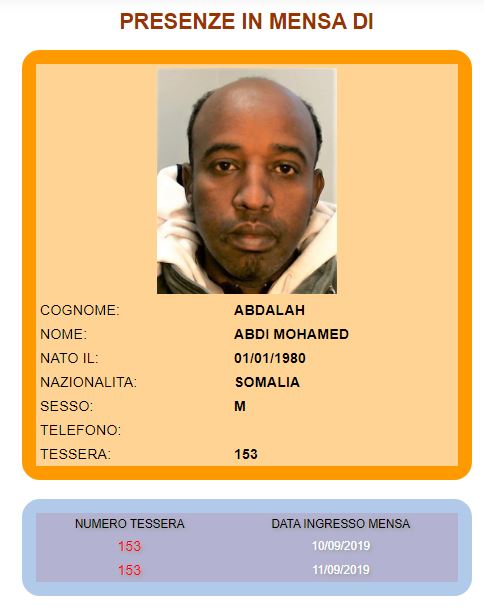 PRESENZE IN MENSA DI
COGNOME: ABDALAH
NOME: ABDI MOHAMED
NATO IL: 01/01/1980
NAZIONALITA: SOMALIA
SESSO: M
TELEFONO:
TESSERA: 153
NUMERO TESSERA DATA INGRESSO MENSA
153 10/09/2019
153 11/09/2019